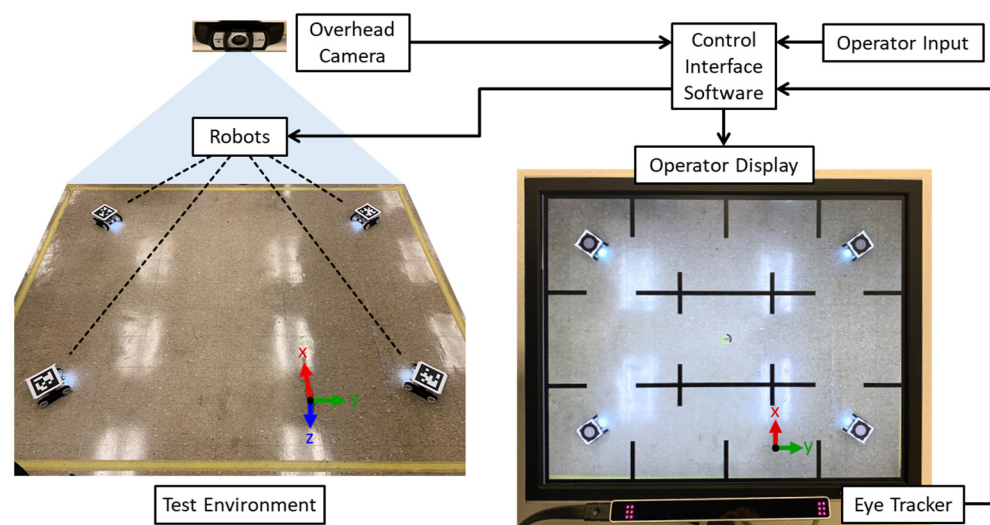 Overhead
Camera
Control
Interface
Software
Operator Input
Robots
Operator Display
x
y
z
x
y
Test Environment
Eye Tracker